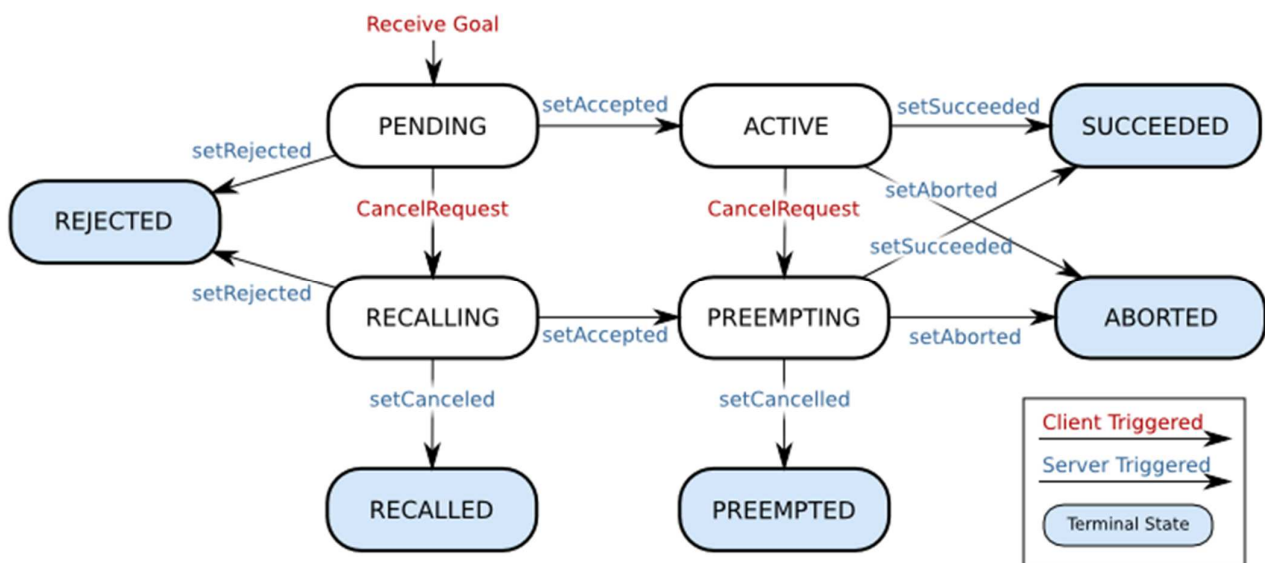 Receive Goal
PENDING
setAccepted
ACTIVE
setSucceeded
SUCCEEDED
setRejected
REJECTED
CancelRequest
CancelRequest
setAborted
setSucceeded
setRejected
RECALLING
setAccepted
PREEMPTING
setAborted
ABORTED
setCanceled
setCancelled
RECALLED
PREEMPTED
Client Triggered
Server Triggered
Terminal State